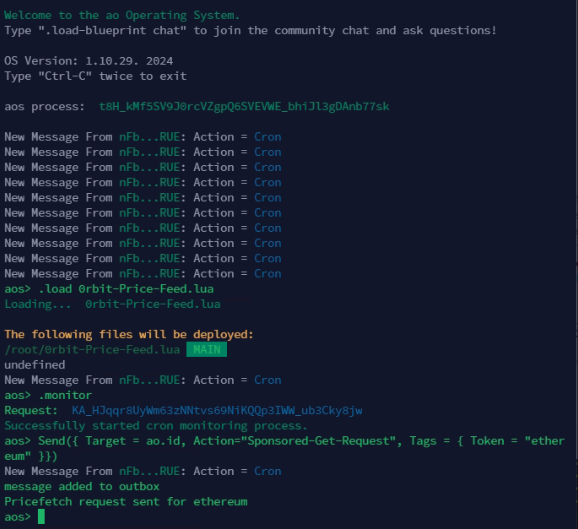 Welcome to the ao Operating System.
Type ".load-blueprint chat" to join the community chat and ask questions!
OS Version: 1.10.29. 2024
Type "Ctrl-C" twice to exit
aos process:  t8H_kMf5SV9J0rcVZgpQ6SVEVWE_bhiJl3gDAnb77sk
New Message From nFb...RUE: Action = Cron
New Message From nFb...RUE: Action = Cron
New Message From nFb...RUE: Action = Cron
New Message From nFb...RUE: Action = Cron
New Message From nFb...RUE: Action = Cron
New Message From nFb...RUE: Action = Cron
New Message From nFb...RUE: Action = Cron
New Message From nFb...RUE: Action = Cron
New Message From nFb...RUE: Action = Cron
New Message From nFb...RUE: Action = Cron
aos> .load 0rbit-Price-Feed.lua
Loading...  0rbit-Price-Feed.lua
The following files will be deployed:
/root/0rbit-Price-Feed.lua MAIN
undefined
New Message From nFb...RUE: Action = Cron
aos> .monitor
Request:  KA_HJqqr8UyWm63zNNtvs69NiKQQp3IWW_ub3Cky8jw
Successfully started cron monitoring process.
aos> Send({ Target = ao.id, Action="Sponsored-Get-Request", Tags = { Token = "ether
eum" }})
New Message From nFb...RUE: Action = Cron
message added to outbox
Pricefetch request sent for ethereum
aos>